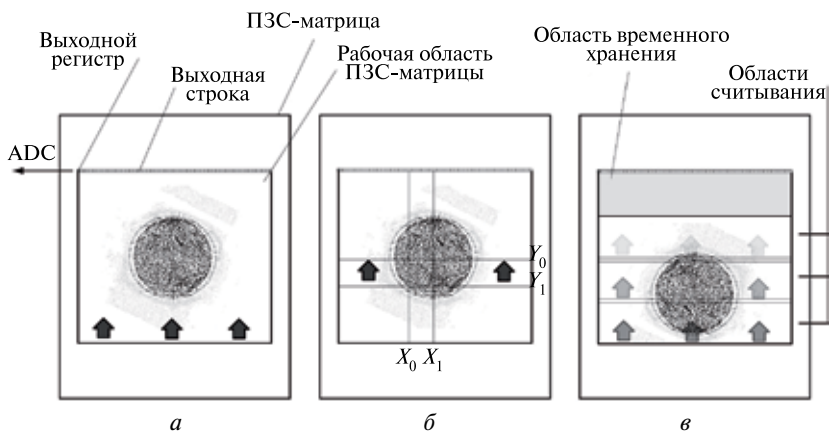 ПЗС-матрица
Выходной
регистр
Выходная
строка
Рабочая область
ПЗС-матрицы
Область временного
хранения
Области
считывания
ADC
Y₀
Y₁
X₀ X₁
а
б
в